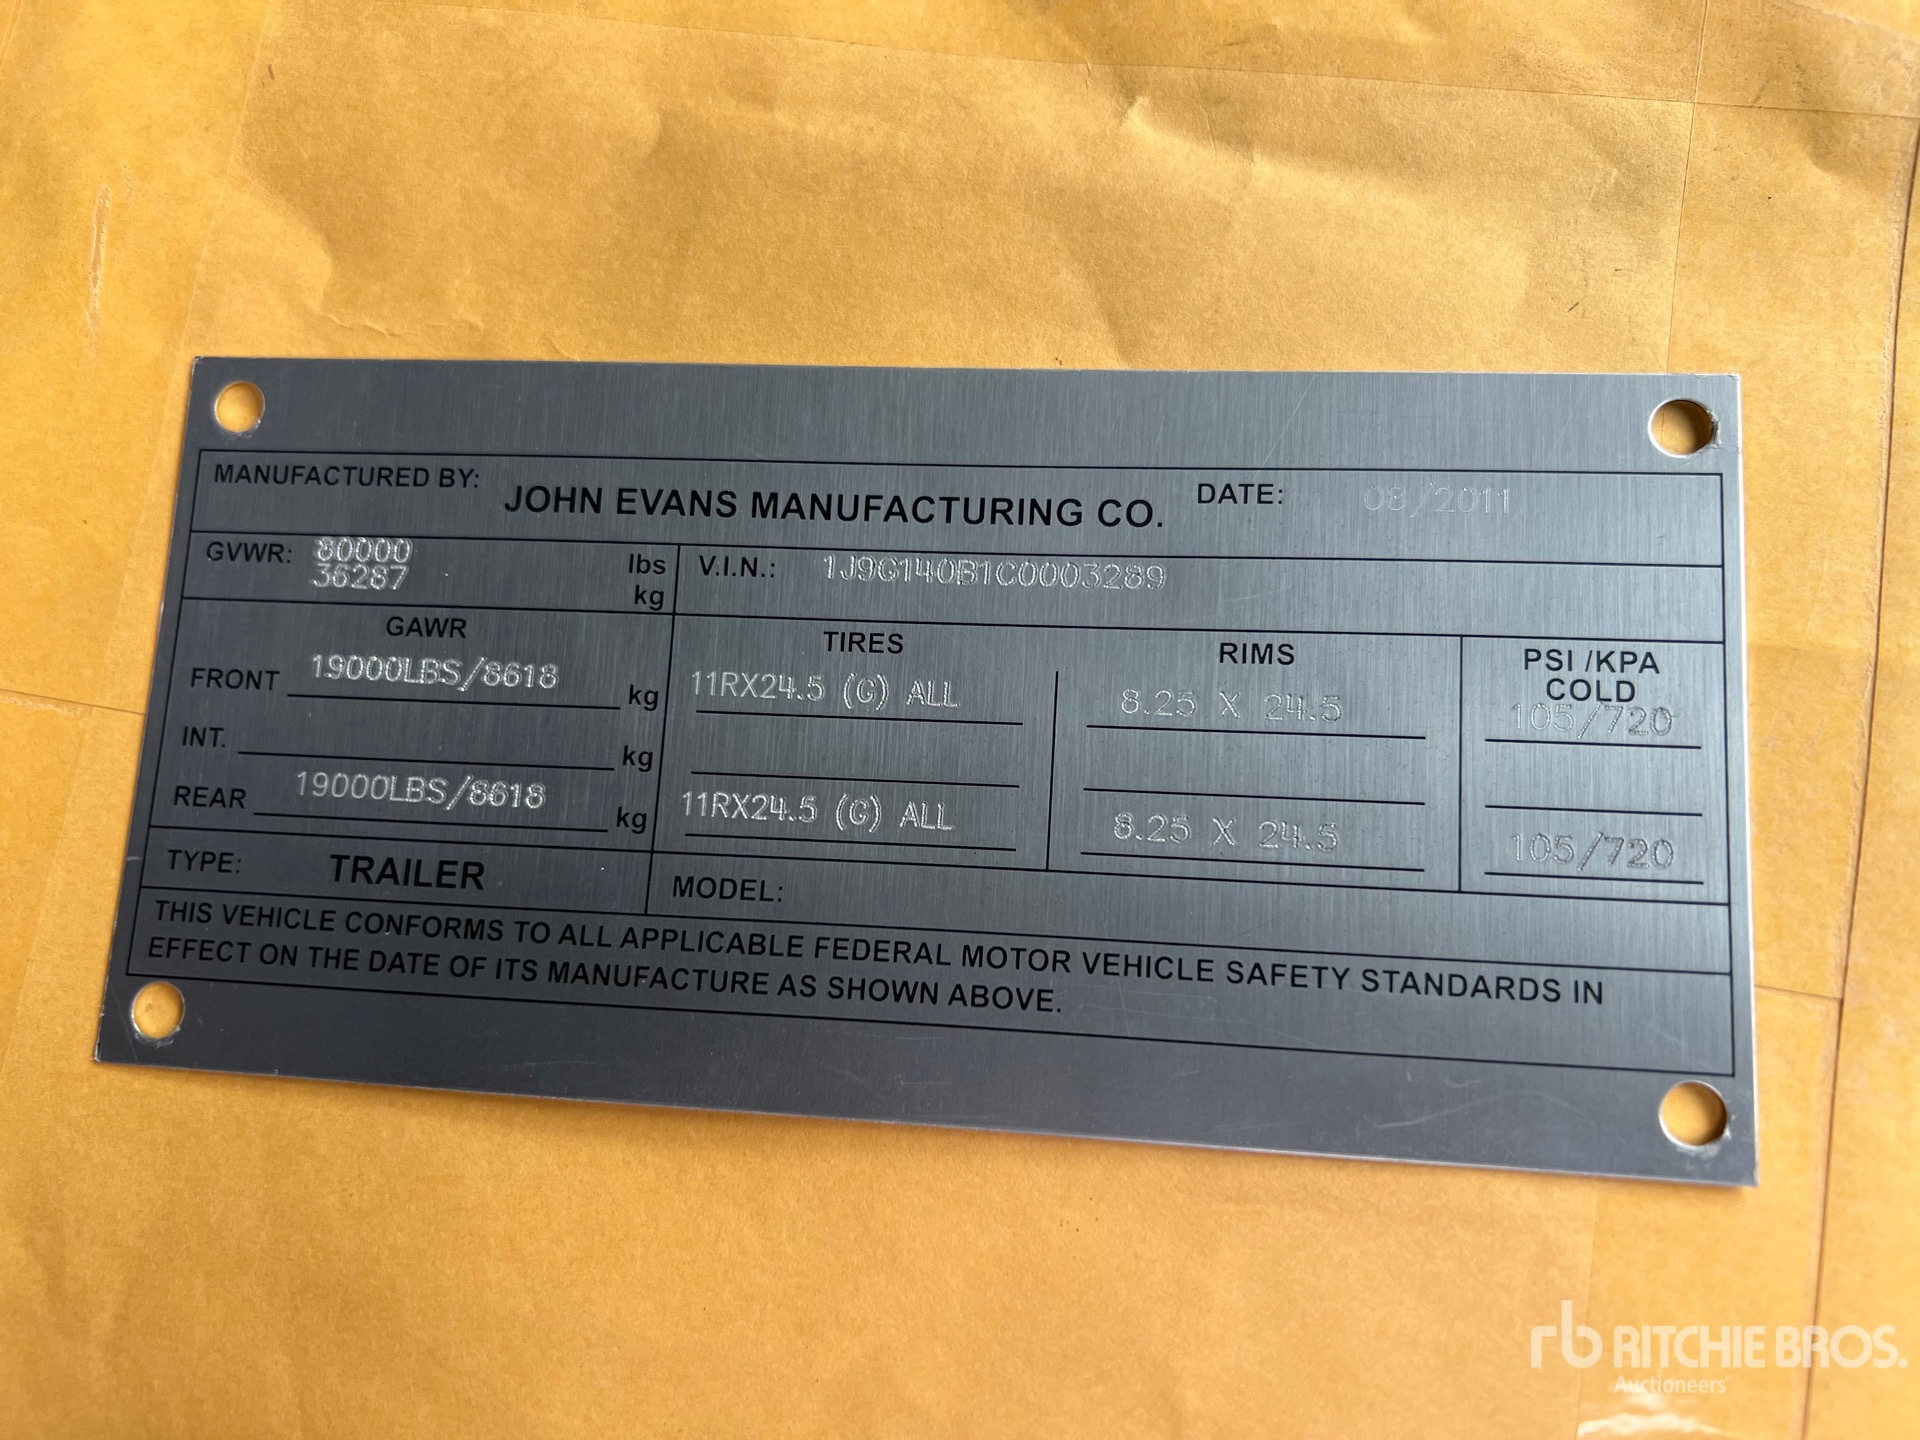 MANUFACTURED BY: JOHN EVANS MANUFACTURING CO. DATE: 08/2011
GVWR: 80000 lbs
36287 kg
V.I.N.: 1J9G140B1C0003289
GAWR TIRES RIMS PSI /KPA
COLD
FRONT 19000LBS/8618 kg 11RX24.5 (G) ALL 8.25 X 24.5 105/720
INT. kg
REAR 19000LBS/8618 kg 11RX24.5 (G) ALL 8.25 X 24.5 105/720
TYPE: TRAILER MODEL:
THIS VEHICLE CONFORMS TO ALL APPLICABLE FEDERAL MOTOR VEHICLE SAFETY STANDARDS IN
EFFECT ON THE DATE OF ITS MANUFACTURE AS SHOWN ABOVE.
rb RITCHIE BROS.
Auctioneers